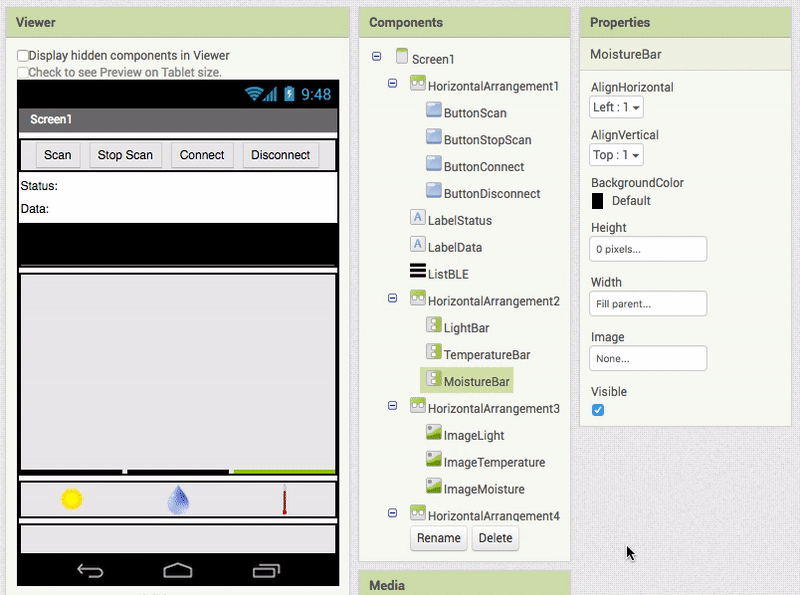 Viewer
Display hidden components in Viewer
Check to see Preview on Tablet size.
9:48
Screen1
Scan Stop Scan Connect Disconnect
Status:
Data:
Components
Screen1
HorizontalArrangement1
ButtonScan
ButtonStopScan
ButtonConnect
ButtonDisconnect
A LabelStatus
A LabelData
ListBLE
HorizontalArrangement2
LightBar
TemperatureBar
MoistureBar
HorizontalArrangement3
ImageLight
ImageTemperature
ImageMoisture
HorizontalArrangement4
Rename Delete
Media
Properties
MoistureBar
AlignHorizontal
Left : 1
AlignVertical
Top : 1
BackgroundColor
Default
Height
0 pixels...
Width
Fill parent...
Image
None...
Visible